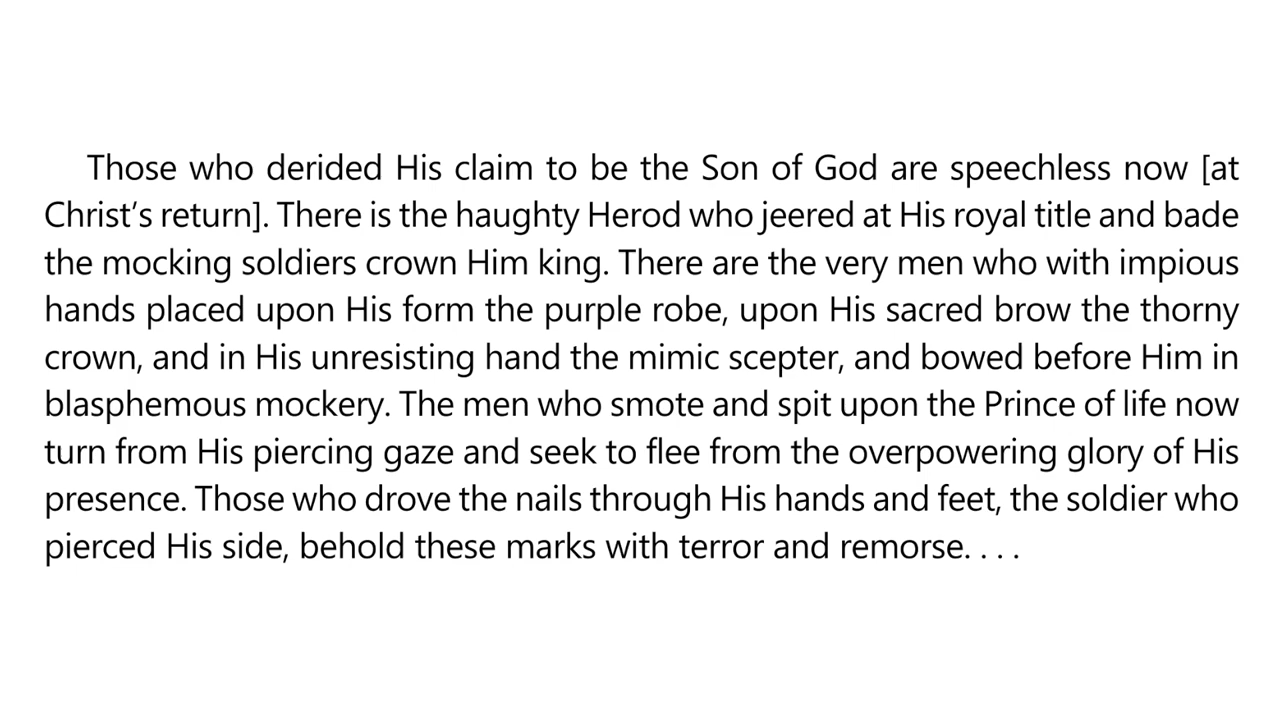 Those who derided His claim to be the Son of God are speechless now [at
Christ’s return]. There is the haughty Herod who jeered at His royal title and bade
the mocking soldiers crown Him king. There are the very men who with impious
hands placed upon His form the purple robe, upon His sacred brow the thorny
crown, and in His unresisting hand the mimic scepter, and bowed before Him in
blasphemous mockery. The men who smote and spit upon the Prince of life now
turn from His piercing gaze and seek to flee from the overpowering glory of His
presence. Those who drove the nails through His hands and feet, the soldier who
pierced His side, behold these marks with terror and remorse. . . .